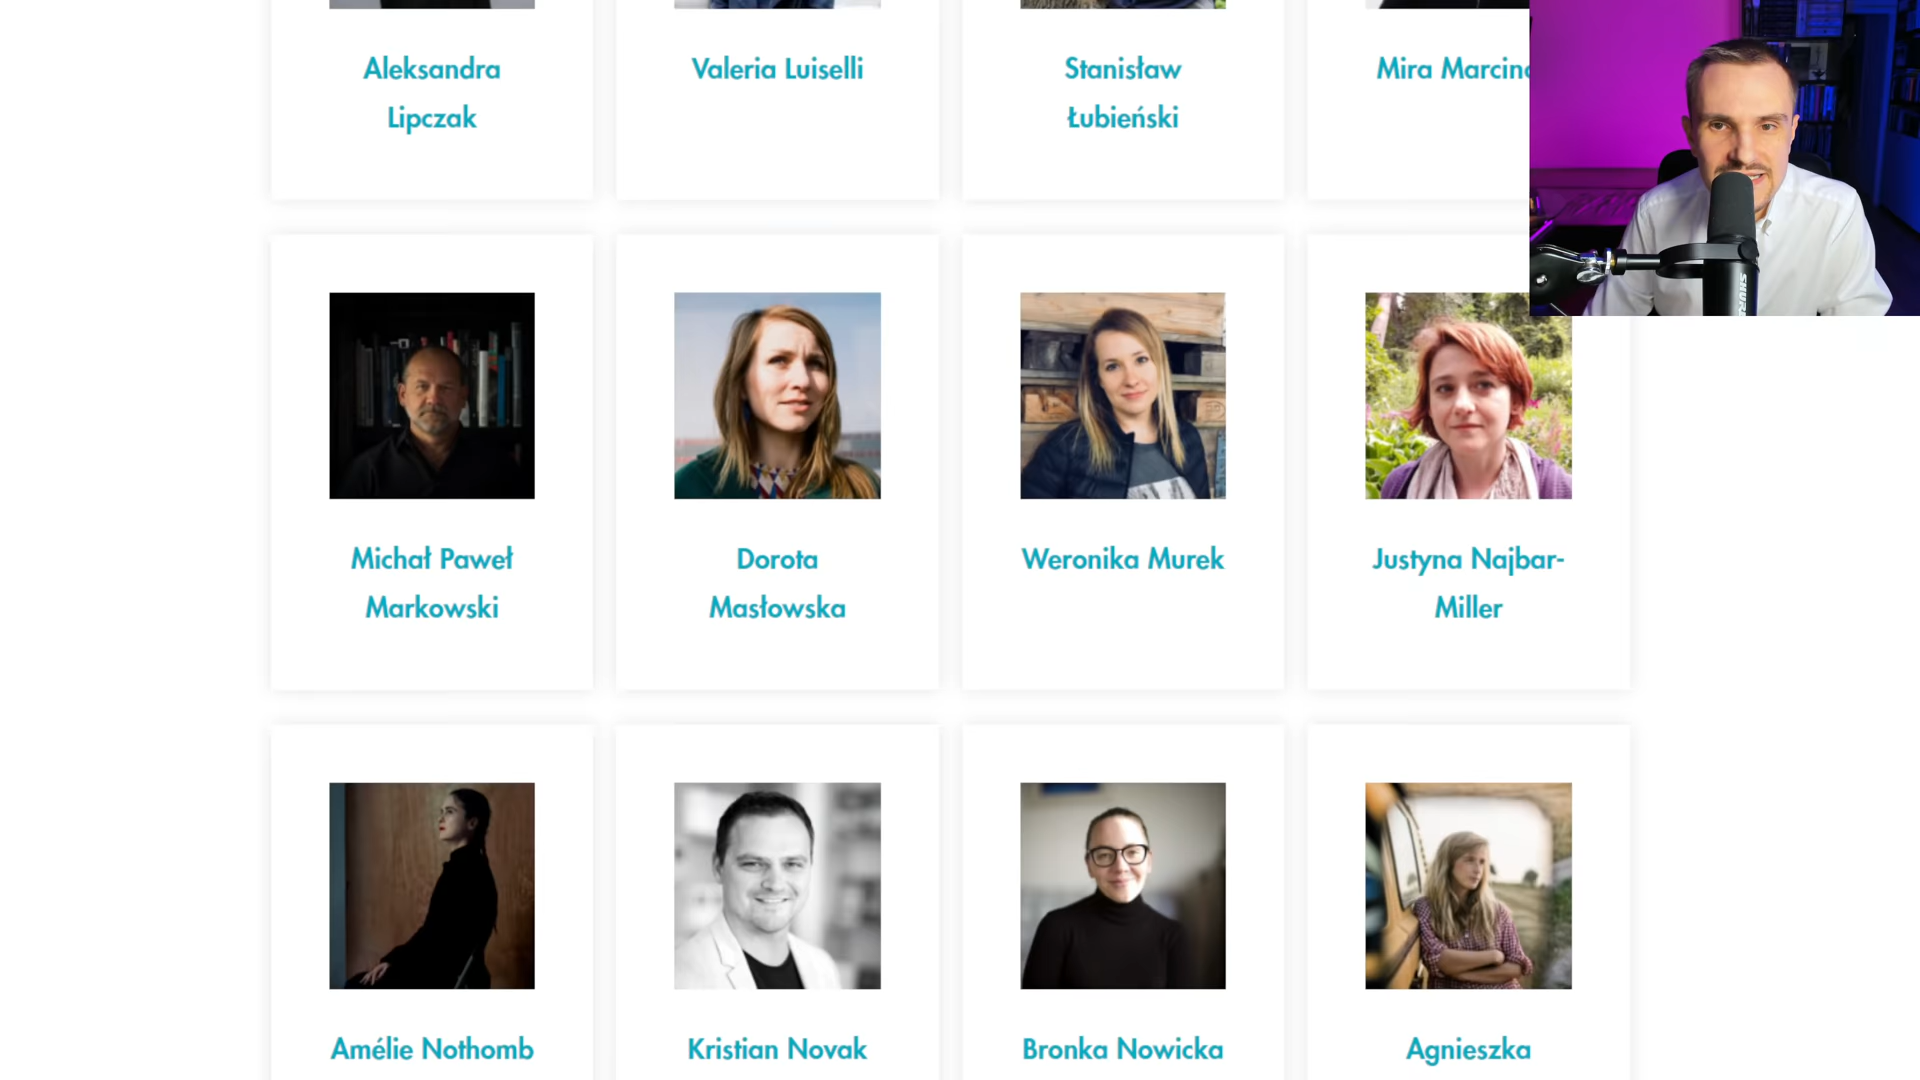 Aleksandra
Lipczak
Valeria Luiselli
Stanisław
Łubieński
Mira
Michał Paweł
Markowski
Dorota
Masłowska
Weronika Murek
Justyna Najbar-
Miller
Amélie Nothomb
Kristian Novak
Bronka Nowicka
Agnieszka